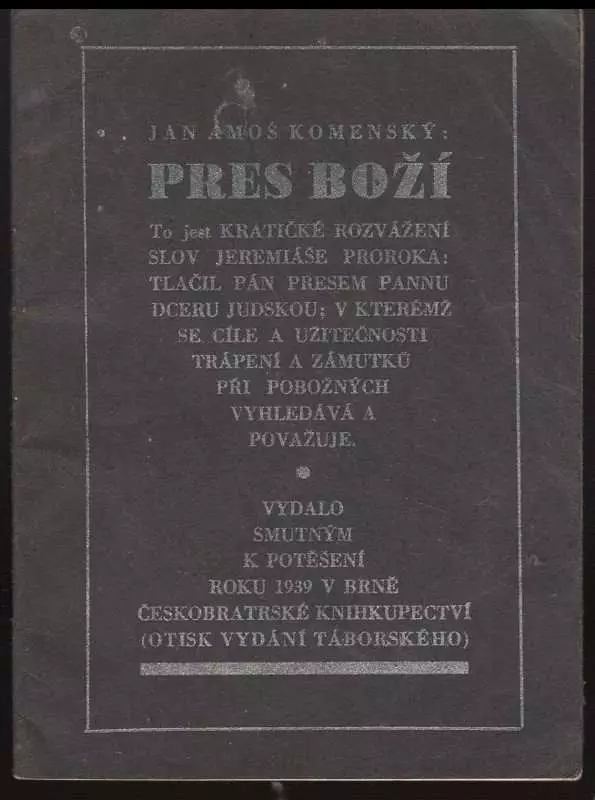 JAN AMOŠ KOMENSKÝ:
PRES BOŽÍ
To jest KRATIČKÉ ROZVÁŽENÍ
SLOV JEREMIÁŠE PROROKA:
TLAČIL PÁN PRESEM PANNU
DCERU JUDSKOU; V KTERÉMŽ
SE CÍLE A UŽITEČNOSTI
TRÁPENÍ A ZÁMUTKŮ
PŘI POBOŽNÝCH
VYHLEDÁVÁ A
POVAŽUJE.
VYDALO
SMUTNÝM
K POTĚŠENÍ
ROKU 1939 V BRNĚ
ČESKOBRATRSKÉ KNIHKUPECTVÍ
(OTISK VYDÁNÍ TÁBORSKÉHO)